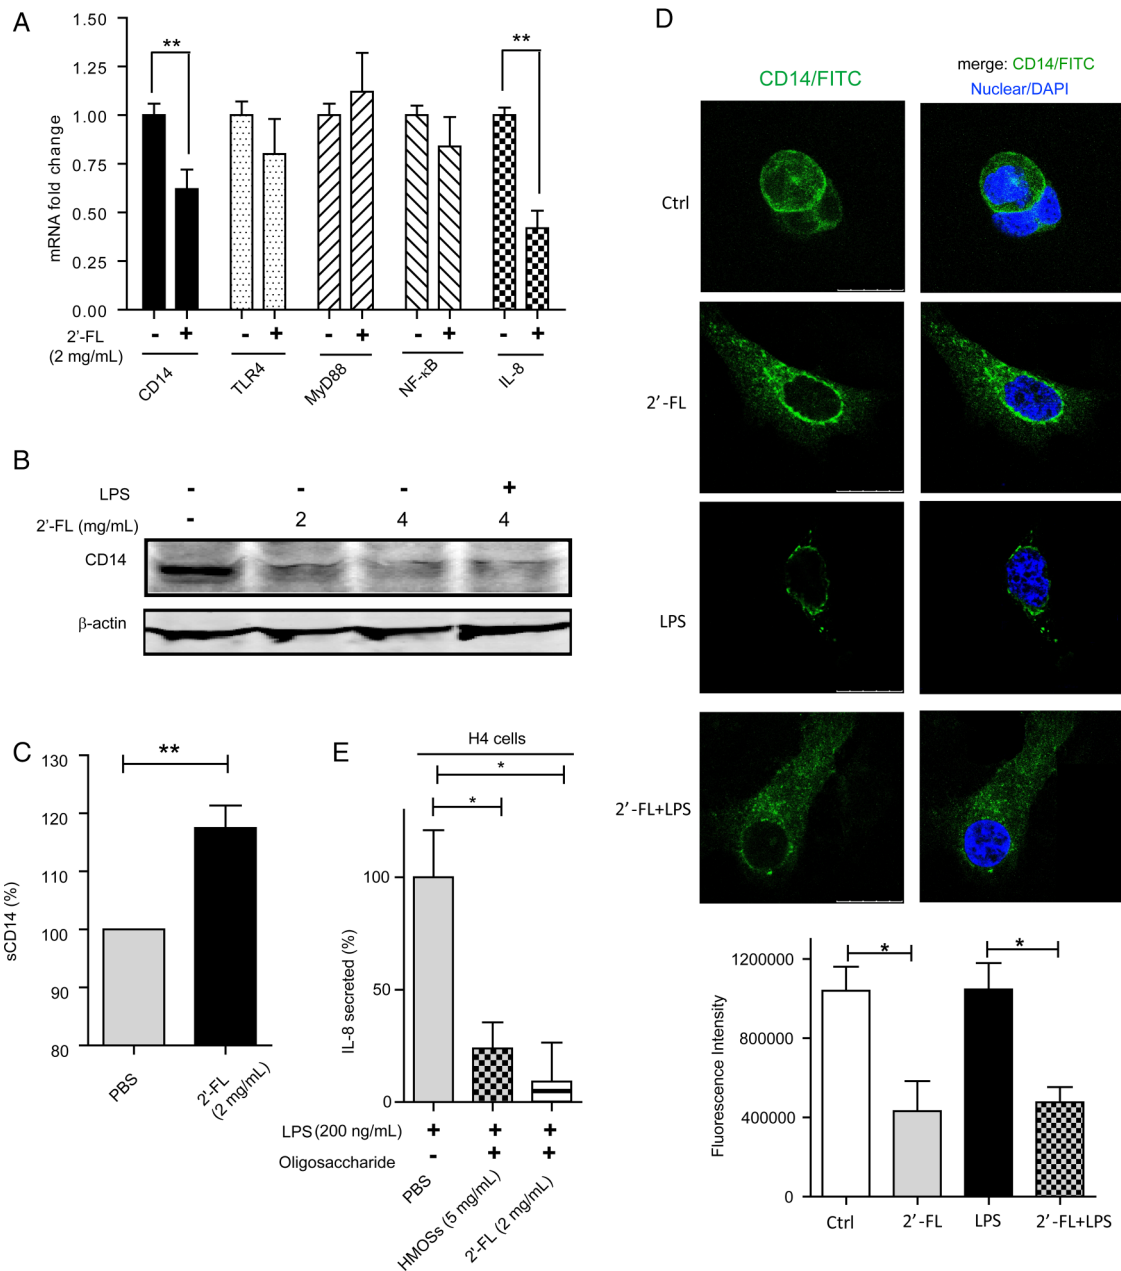 A
1.50
1.25
1.00
0.75
0.50
0.25
0.00
mRNA fold change
**
**
- + - + - + - + - +
2'-FL
(2 mg/mL)
CD14
TLR4
MyD88
NF-κB
IL-8
B
LPS - - - +
2'-FL (mg/mL) - 2 4 4
CD14
β-actin
C
130
120
110
100
90
80
sCD14 (%)
**
PBS
2'-FL
(2 mg/mL)
E
H4 cells
*
*
100
50
0
IL-8 secreted (%)
LPS (200 ng/mL) + + +
Oligosaccharide - + +
PBS
HMOSs (5 mg/mL)
2'-FL (2 mg/mL)
D
CD14/FITC
merge: CD14/FITC
Nuclear/DAPI
Ctrl
2'-FL
LPS
2'-FL+LPS
1200000
800000
400000
0
Fluorescence Intensity
*
*
Ctrl
2'-FL
LPS
2'-FL+LPS